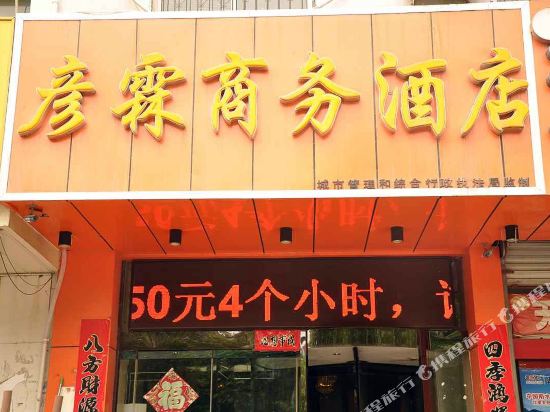 彦霖商务酒店
城市管理和综合行政执法局监制
50元4个小时，
八方財源
福
四季鸿
携程旅行